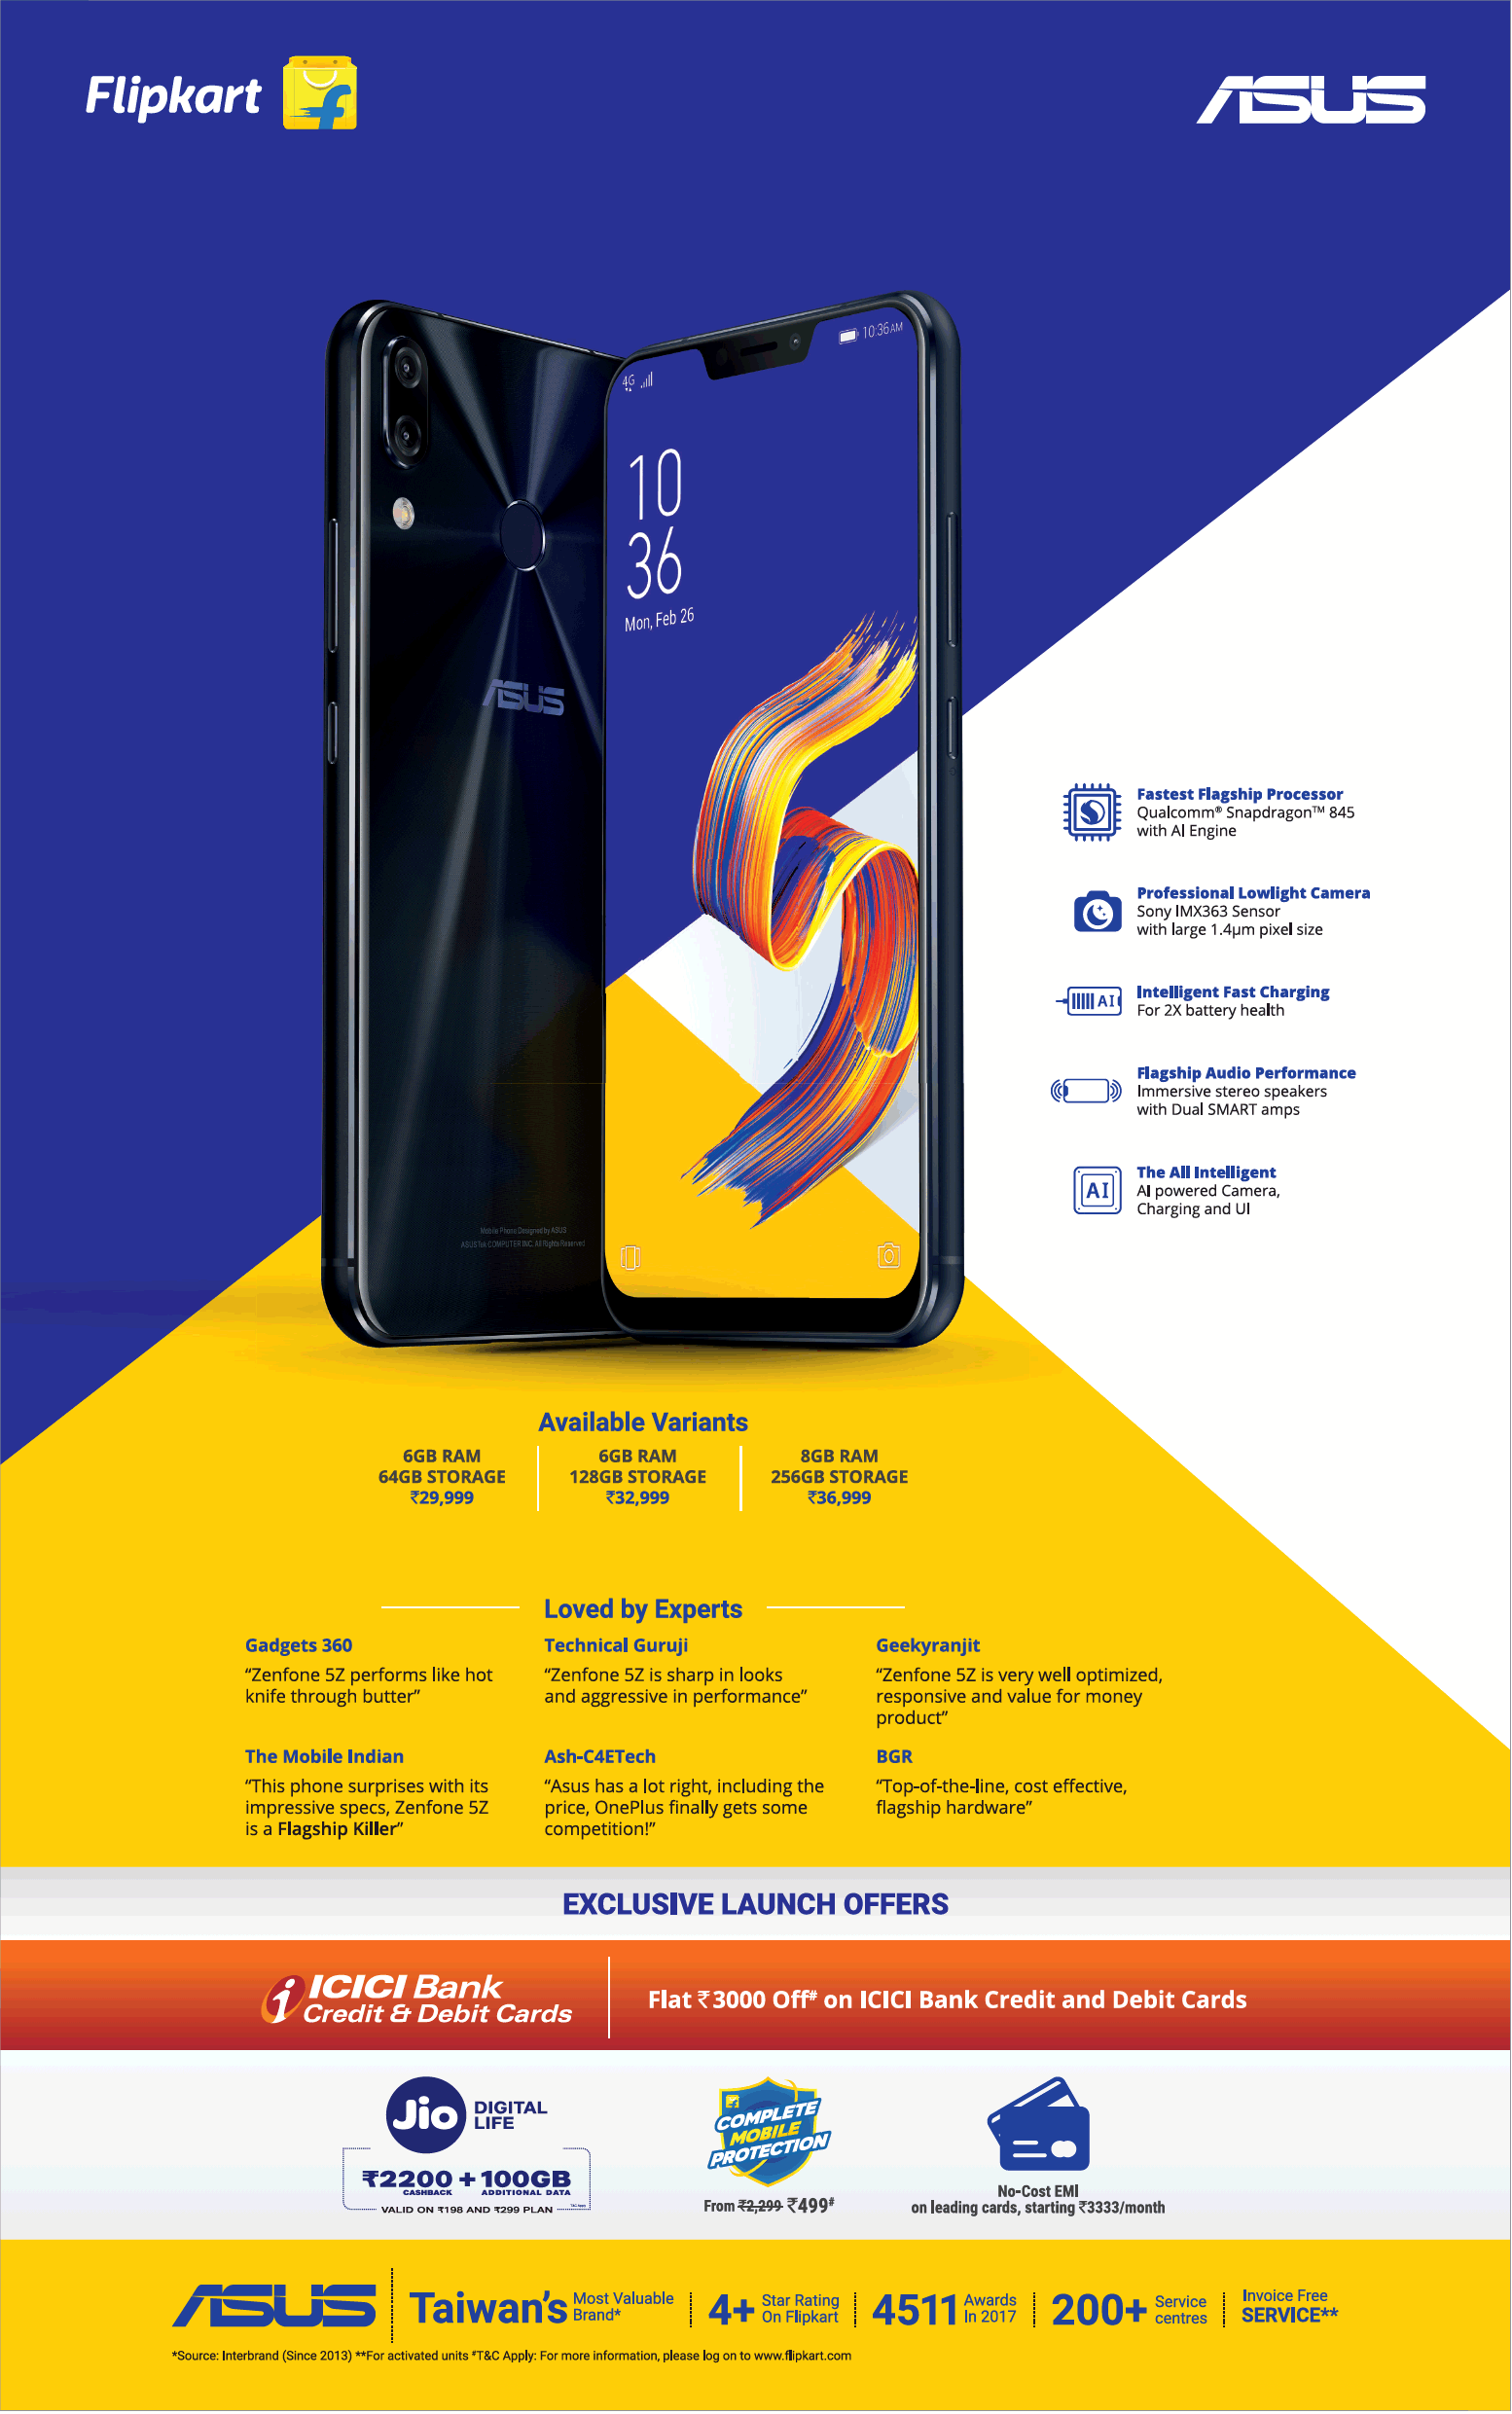 Flipkart
ASUS
4G
10:36 AM
10
36
Mon, Feb 26
ASUS
Mobile Phone Designed by ASUS
ASUSTek COMPUTER INC. All Rights Reserved
Fastest Flagship Processor
Qualcomm® Snapdragon™ 845
with AI Engine
Professional Lowlight Camera
Sony IMX363 Sensor
with large 1.4µm pixel size
AI
Intelligent Fast Charging
For 2X battery health
Flagship Audio Performance
Immersive stereo speakers
with Dual SMART amps
AI
The All Intelligent
AI powered Camera,
Charging and UI
Available Variants
6GB RAM
64GB STORAGE
₹29,999
6GB RAM
128GB STORAGE
₹32,999
8GB RAM
256GB STORAGE
₹36,999
Loved by Experts
Gadgets 360
“Zenfone 5Z performs like hot
knife through butter”
Technical Guruji
“Zenfone 5Z is sharp in looks
and aggressive in performance”
Geekyranjit
“Zenfone 5Z is very well optimized,
responsive and value for money
product”
The Mobile Indian
“This phone surprises with its
impressive specs, Zenfone 5Z
is a Flagship Killer”
Ash-C4ETech
“Asus has a lot right, including the
price, OnePlus finally gets some
competition!”
BGR
“Top-of-the-line, cost effective,
flagship hardware”
EXCLUSIVE LAUNCH OFFERS
ICICI Bank
Credit & Debit Cards
Flat ₹3000 Off# on ICICI Bank Credit and Debit Cards
Jio
DIGITAL
LIFE
₹2200 + 100GB
CASHBACK ADDITIONAL DATA
VALID ON ₹198 AND ₹299 PLAN
T&C Apply
COMPLETE
MOBILE
PROTECTION
From ₹2,299 ₹499#
No-Cost EMI
on leading cards, starting ₹3333/month
ASUS
Taiwan's Most Valuable
Brand*
4+ Star Rating
On Flipkart
4511 Awards
In 2017
200+ Service
centres
Invoice Free
SERVICE**
*Source: Interbrand (Since 2013) **For activated units #T&C Apply: For more information, please log on to www.flipkart.com